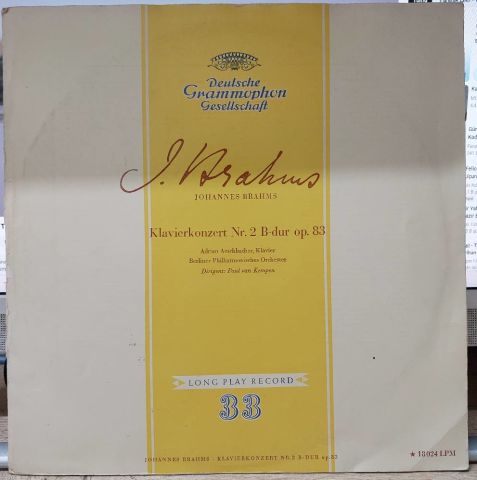 Deutsche
Grammophon
Gesellschaft
J. Brahms
JOHANNES BRAHMS
Klavierkonzert Nr. 2 B-dur op. 83
Adrian Aeschbacher, Klavier
Berliner Philharmonisches Orchester
Dirigent: Paul van Kempen
LONG PLAY RECORD
33
JOHANNES BRAHMS · KLAVIERKONZERT NR. 2 B-DUR op. 83
★ 18024 LPM